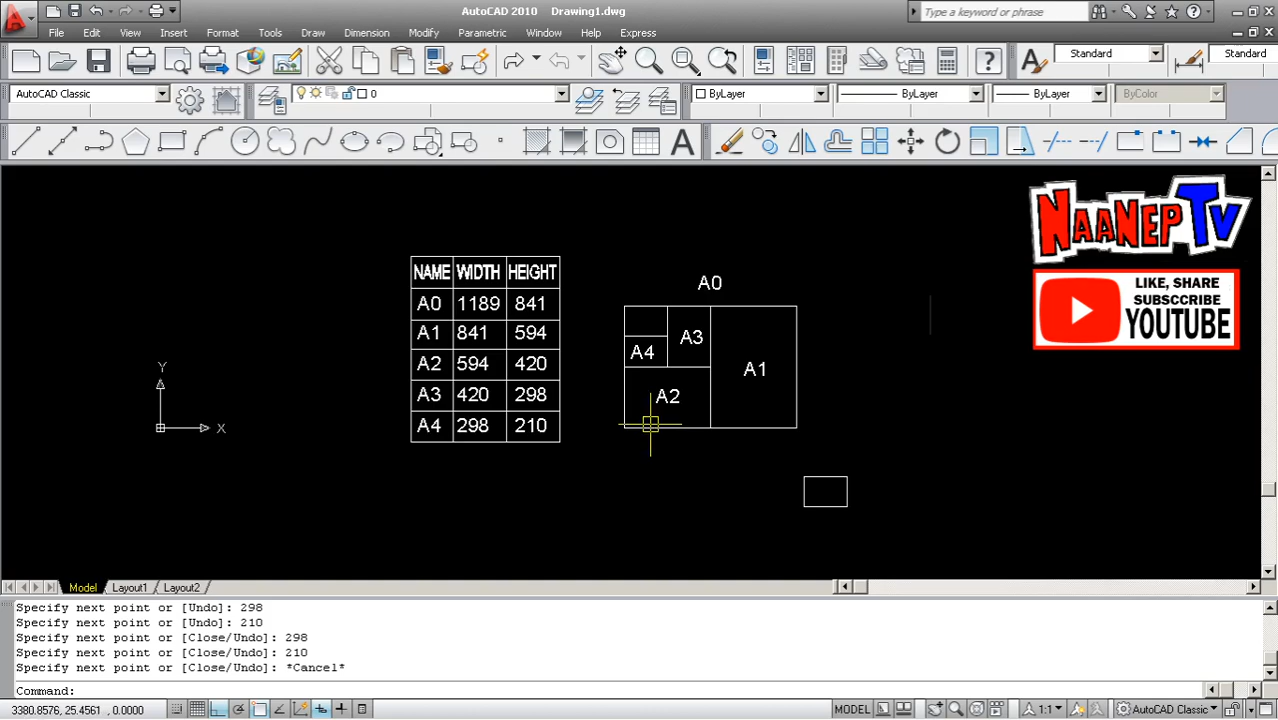 AutoCAD 2010 Drawing1.dwg
Type a keyword or phrase
File Edit View Insert Format Tools Draw Dimension Modify Parametric Window Help Express
Standard
Standard
AutoCAD Classic
0
ByLayer
ByLayer
ByLayer
ByColor
A
NAANEP TV
LIKE, SHARE
SUBSCCRIBE
YOUTUBE
NAME WIDTH HEIGHT
A0 1189 841
A1 841 594
A2 594 420
A3 420 298
A4 298 210
A0
A3
A4
A1
A2
Y
X
Model Layout1 Layout2
Specify next point or [Undo]: 298
Specify next point or [Undo]: 210
Specify next point or [Close/Undo]: 298
Specify next point or [Close/Undo]: 210
Specify next point or [Close/Undo]: *Cancel*
Command:
3380.8576, 25.4561 , 0.0000
MODEL
1:1
AutoCAD Classic